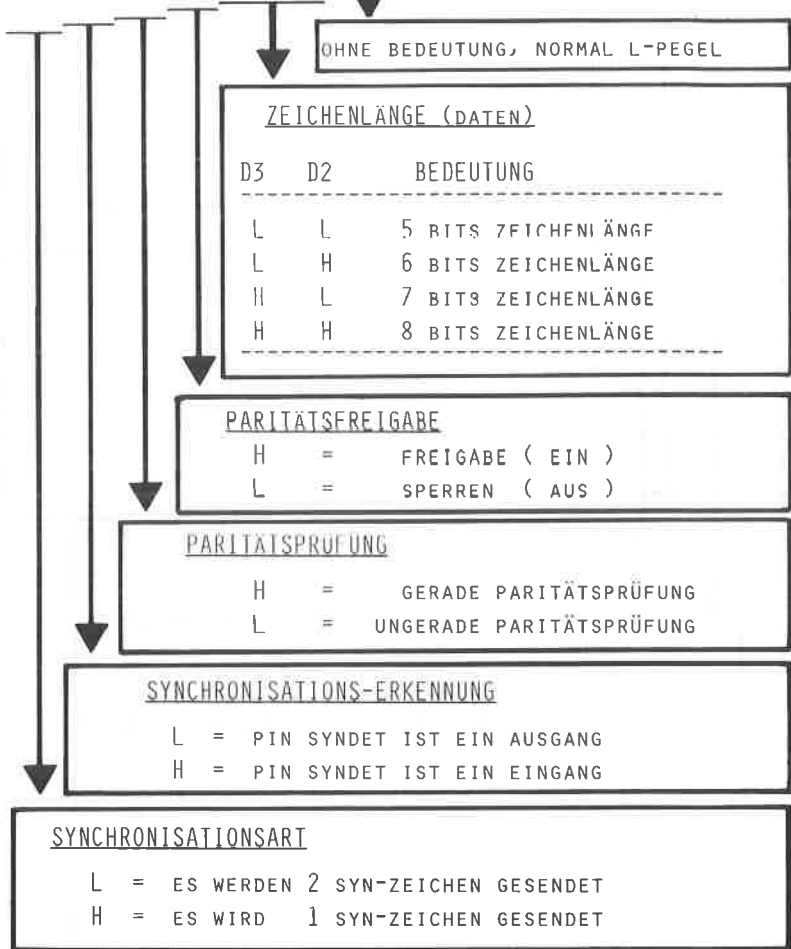 OHNE BEDEUTUNG, NORMAL L-PEGEL
ZEICHENLÄNGE (DATEN)
D3 D2 BEDEUTUNG
L L 5 BITS ZEICHENLÄNGE
L H 6 BITS ZEICHENLÄNGE
H L 7 BITS ZEICHENLÄNGE
H H 8 BITS ZEICHENLÄNGE
PARITÄTSFREIGABE
H = FREIGABE ( EIN )
L = SPERREN ( AUS )
PARITÄTSPRÜFUNG
H = GERADE PARITÄTSPRÜFUNG
L = UNGERADE PARITÄTSPRÜFUNG
SYNCHRONISATIONS-ERKENNUNG
L = PIN SYNDET IST EIN AUSGANG
H = PIN SYNDET IST EIN EINGANG
SYNCHRONISATIONSART
L = ES WERDEN 2 SYN-ZEICHEN GESENDET
H = ES WIRD 1 SYN-ZEICHEN GESENDET